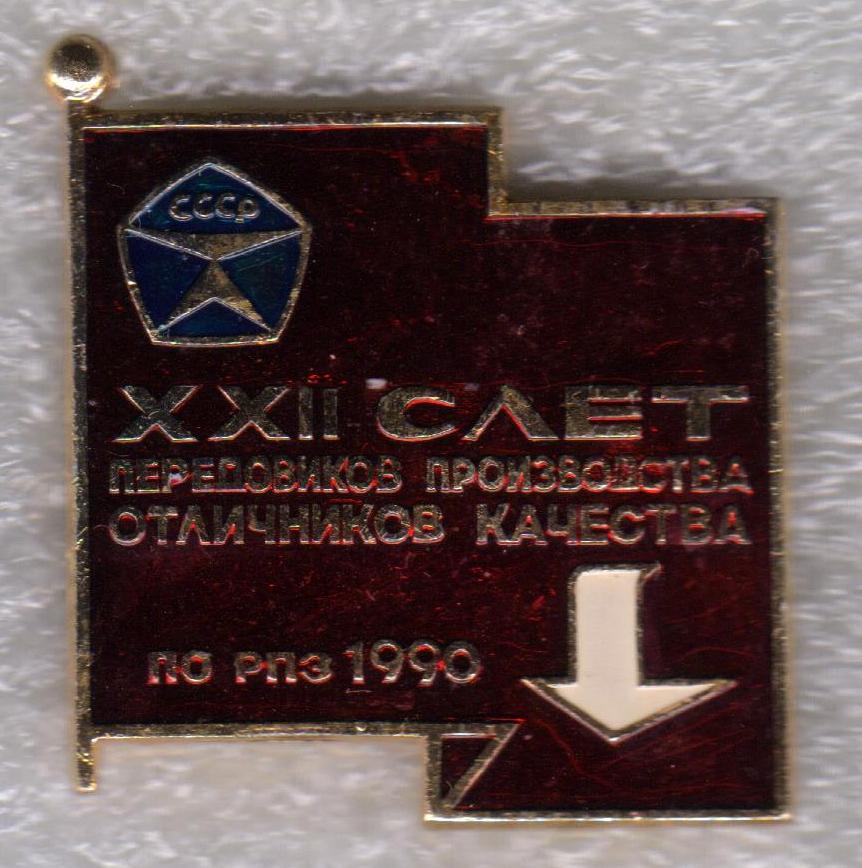 СССР
XXII СЛЕТ
ПЕРЕДОВИКОВ ПРОИЗВОДСТВА
ОТЛИЧНИКОВ КАЧЕСТВА
ПО РПЗ 1990